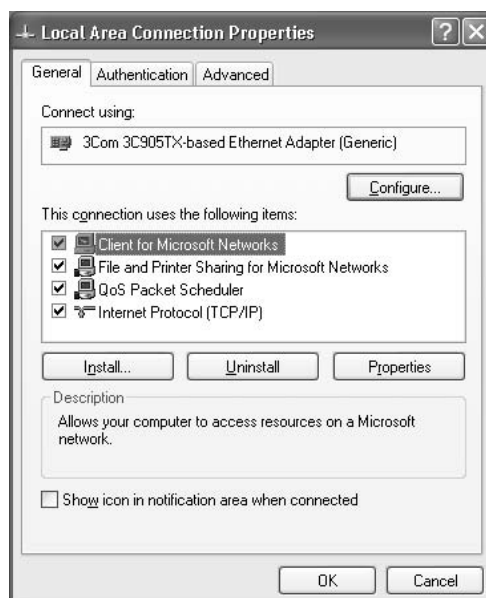 Local Area Connection Properties
General Authentication Advanced
Connect using:
3Com 3C905TX-based Ethernet Adapter (Generic)
Configure...
This connection uses the following items:
Client for Microsoft Networks
File and Printer Sharing for Microsoft Networks
QoS Packet Scheduler
Internet Protocol (TCP/IP)
Install... Uninstall Properties
Description
Allows your computer to access resources on a Microsoft
network.
Show icon in notification area when connected
OK Cancel